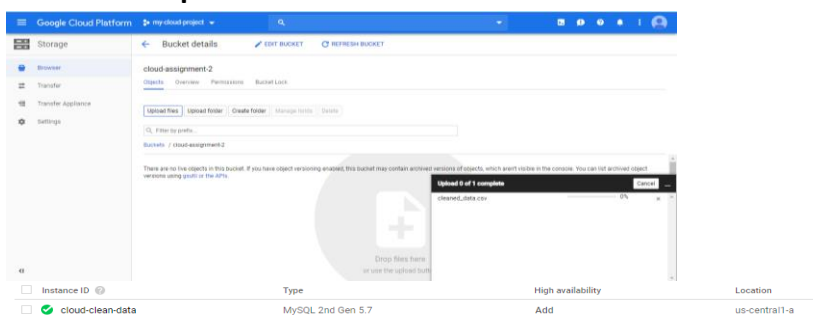 Google Cloud Platform my-cloud-project
Storage Bucket details EDIT BUCKET REFRESH BUCKET
Browser
Transfer
Transfer Appliance
Settings
cloud-assignment-2
Objects Overview Permissions Bucket Lock
Upload files Upload folder Create folder Manage holds Delete
Filter by prefix...
Buckets / cloud-assignment-2
There are no live objects in this bucket. If you have object versioning enabled, this bucket may contain archived versions of objects, which aren't visible in the console. You can list archived object
versions using gsutil or the APIs.
Upload 0 of 1 complete Cancel
cleaned_data.csv 0%
Drop files here
or use the upload butt
Instance ID Type High availability Location
cloud-clean-data MySQL 2nd Gen 5.7 Add us-central1-a